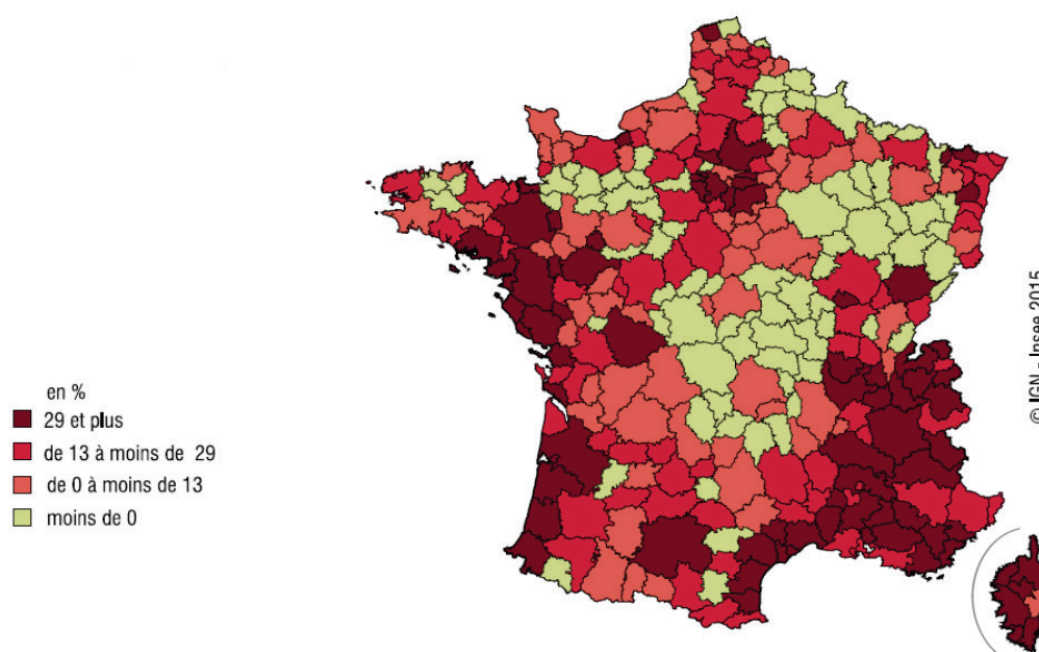 en %
29 et plus
de 13 à moins de 29
de 0 à moins de 13
moins de 0
© IGN - Insee 2015